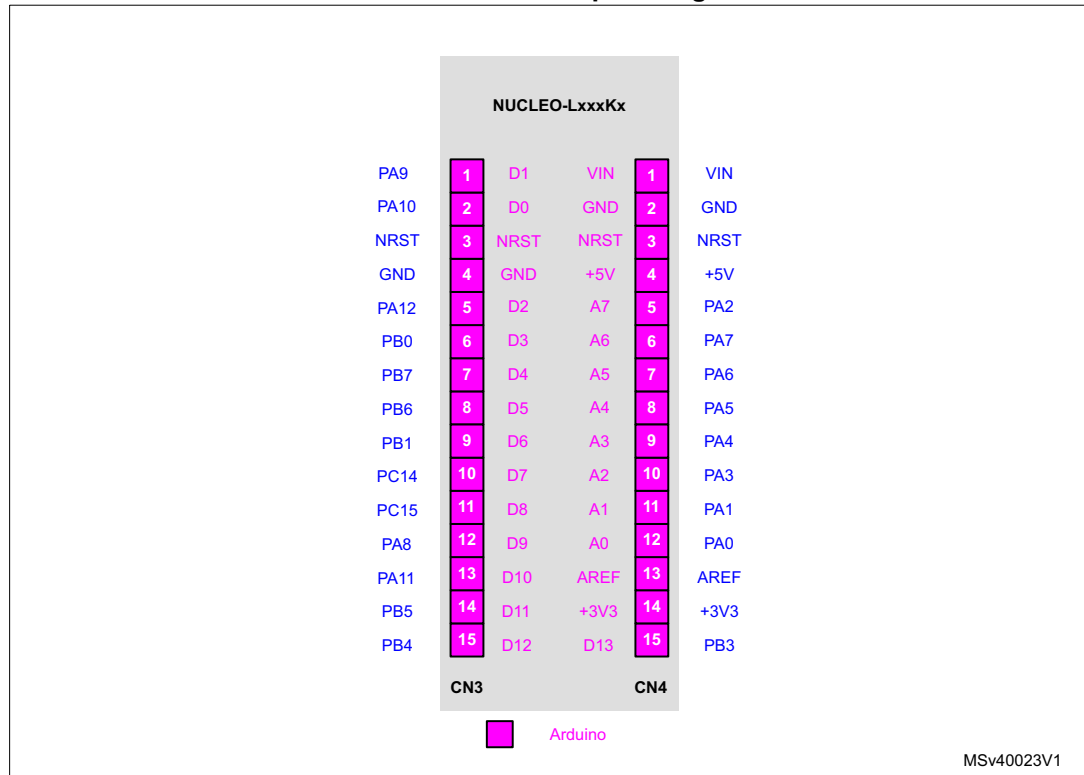 NUCLEO-LxxxKx
PA9 1 D1 VIN 1 VIN
PA10 2 D0 GND 2 GND
NRST 3 NRST NRST 3 NRST
GND 4 GND +5V 4 +5V
PA12 5 D2 A7 5 PA2
PB0 6 D3 A6 6 PA7
PB7 7 D4 A5 7 PA6
PB6 8 D5 A4 8 PA5
PB1 9 D6 A3 9 PA4
PC14 10 D7 A2 10 PA3
PC15 11 D8 A1 11 PA1
PA8 12 D9 A0 12 PA0
PA11 13 D10 AREF 13 AREF
PB5 14 D11 +3V3 14 +3V3
PB4 15 D12 D13 15 PB3
CN3 CN4
Arduino
MSv40023V1